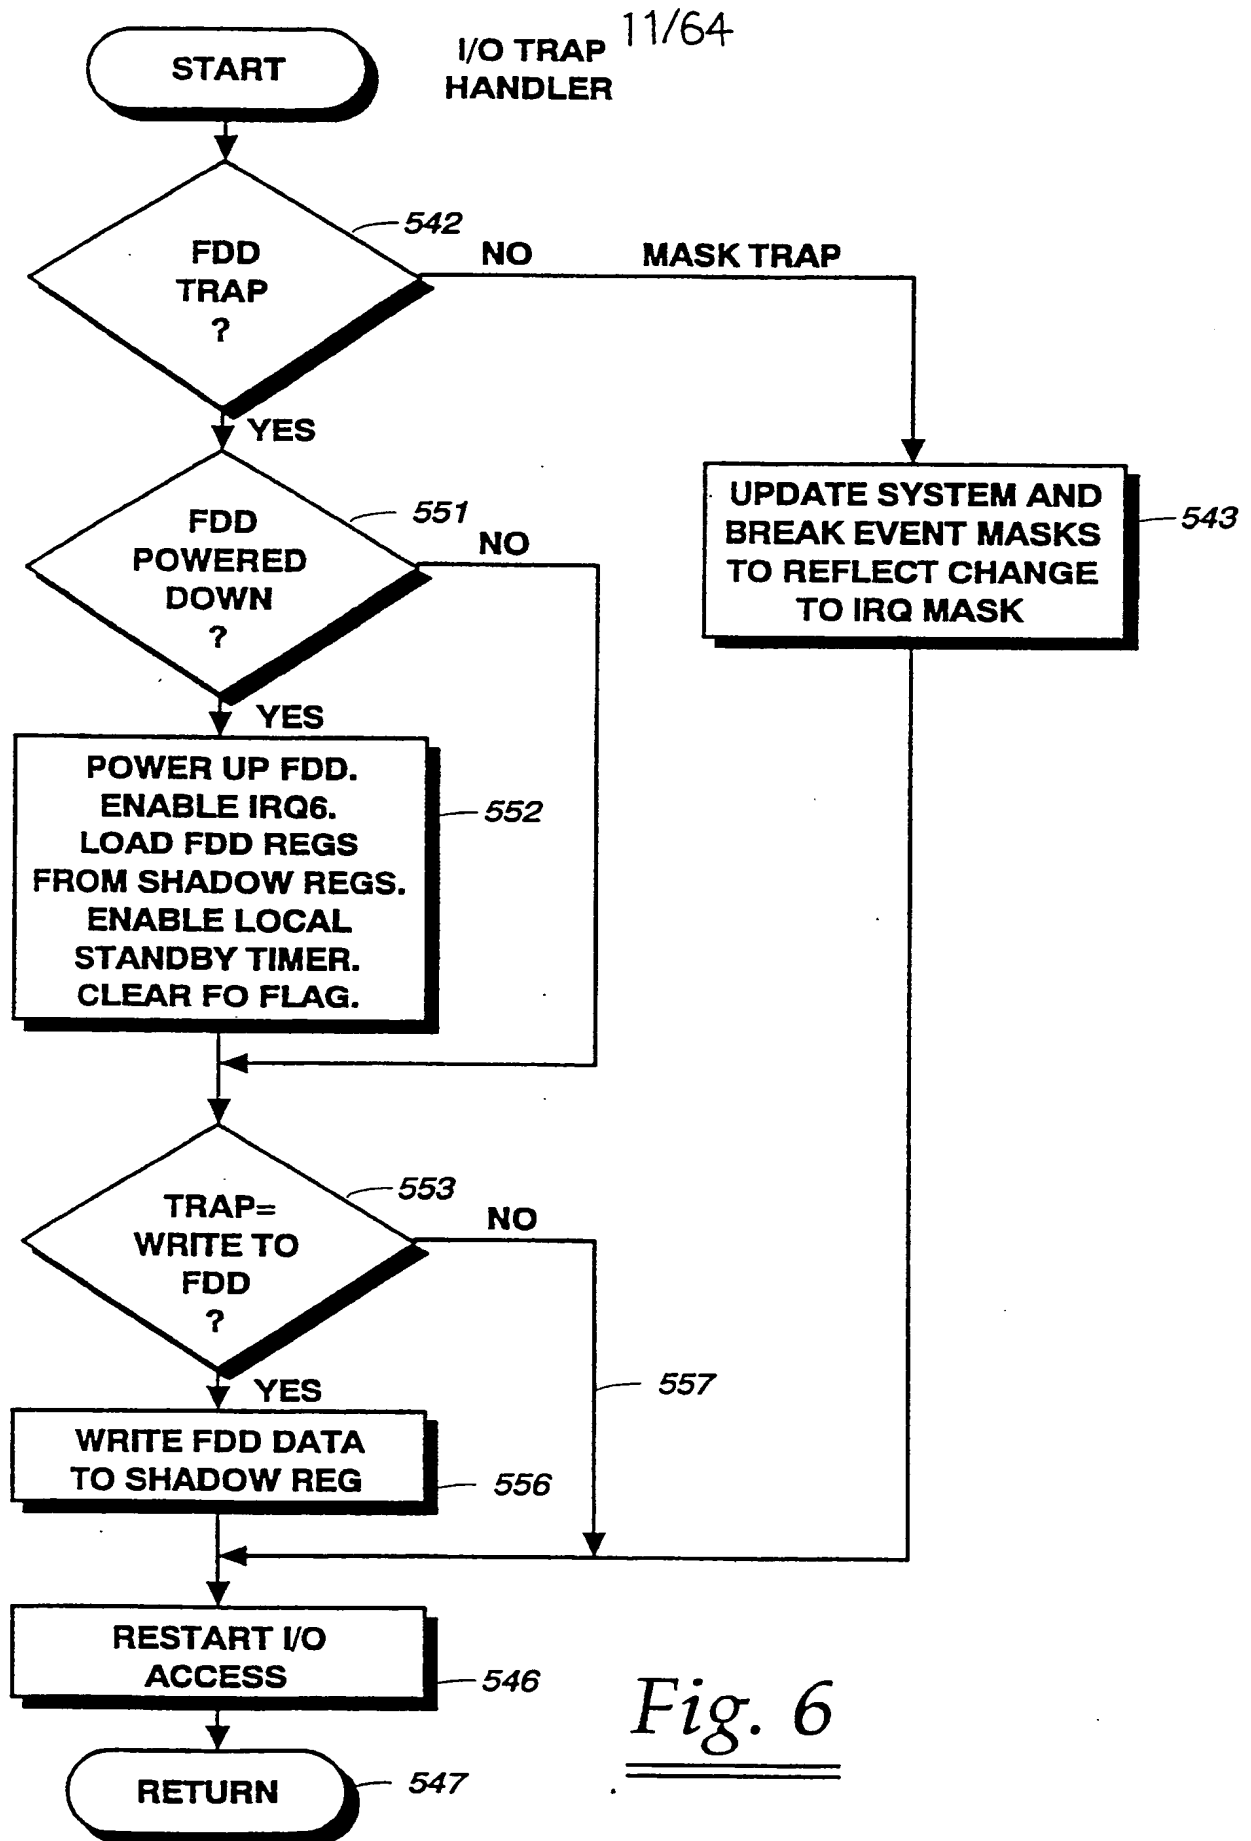 11/64
I/O TRAP
HANDLER
START
542
FDD
TRAP
?
NO
MASK TRAP
YES
551
FDD
POWERED
DOWN
?
NO
UPDATE SYSTEM AND
BREAK EVENT MASKS
TO REFLECT CHANGE
TO IRQ MASK
543
YES
POWER UP FDD.
ENABLE IRQ6.
LOAD FDD REGS
FROM SHADOW REGS.
ENABLE LOCAL
STANDBY TIMER.
CLEAR FO FLAG.
552
553
TRAP=
WRITE TO
FDD
?
NO
557
YES
WRITE FDD DATA
TO SHADOW REG
556
RESTART I/O
ACCESS
546
RETURN
547
Fig. 6